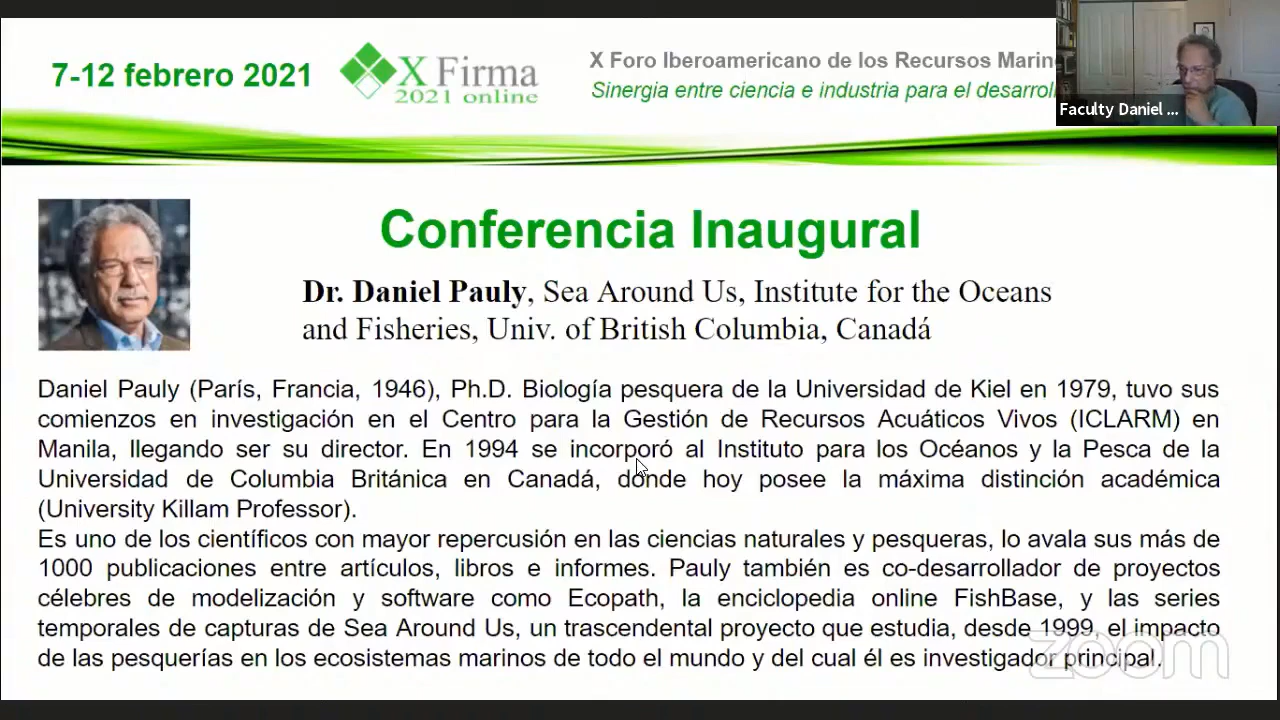 7-12 febrero 2021
X Firma
2021 online
X Foro Iberoamericano de los Recursos Marin
Sinergia entre ciencia e industria para el desarrol
Faculty Daniel ...
Conferencia Inaugural
Dr. Daniel Pauly, Sea Around Us, Institute for the Oceans
and Fisheries, Univ. of British Columbia, Canadá
Daniel Pauly (París, Francia, 1946), Ph.D. Biología pesquera de la Universidad de Kiel en 1979, tuvo sus
comienzos en investigación en el Centro para la Gestión de Recursos Acuáticos Vivos (ICLARM) en
Manila, llegando ser su director. En 1994 se incorporó al Instituto para los Océanos y la Pesca de la
Universidad de Columbia Británica en Canadá, donde hoy posee la máxima distinción académica
(University Killam Professor).
Es uno de los científicos con mayor repercusión en las ciencias naturales y pesqueras, lo avala sus más de
1000 publicaciones entre artículos, libros e informes. Pauly también es co-desarrollador de proyectos
célebres de modelización y software como Ecopath, la enciclopedia online FishBase, y las series
temporales de capturas de Sea Around Us, un trascendental proyecto que estudia, desde 1999, el impacto
de las pesquerías en los ecosistemas marinos de todo el mundo y del cual él es investigador principal.
zoom